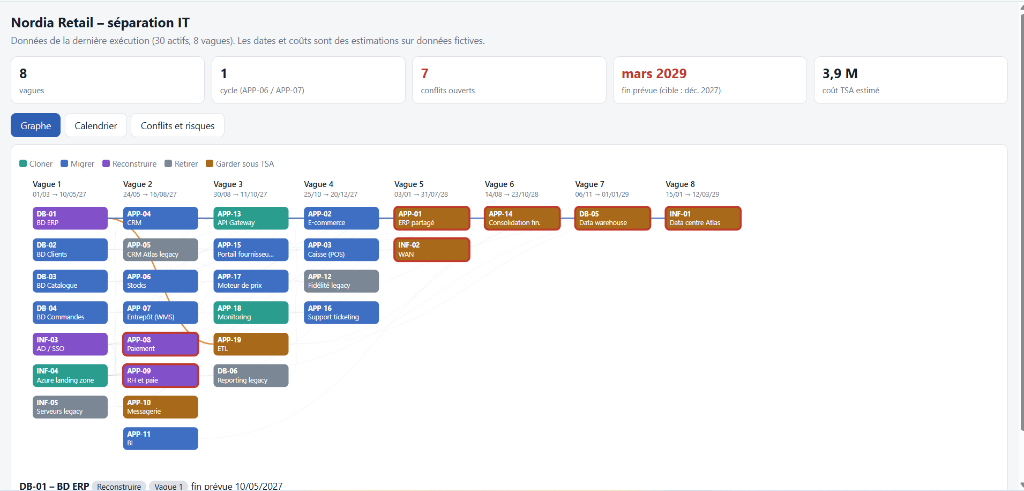 Nordia Retail – séparation IT
Données de la dernière exécution (30 actifs, 8 vagues). Les dates et coûts sont des estimations sur données fictives.
8
vagues
1
cycle (APP-06 / APP-07)
7
conflits ouverts
mars 2029
fin prévue (cible : déc. 2027)
3,9 M
coût TSA estimé
Graphe
Calendrier
Conflits et risques
Cloner
Migrer
Reconstruire
Retirer
Garder sous TSA
Vague 1
01/03 → 10/05/27
DB-01
BD ERP
DB-02
BD Clients
DB-03
BD Catalogue
DB-04
BD Commandes
INF-03
AD / SSO
INF-04
Azure landing zone
INF-05
Serveurs legacy
Vague 2
24/05 → 16/08/27
APP-04
CRM
APP-05
CRM Atlas legacy
APP-06
Stocks
APP-07
Entrepôt (WMS)
APP-08
Paiement
APP-09
RH et paie
APP-10
Messagerie
APP-11
BI
Vague 3
30/08 → 11/10/27
APP-13
API Gateway
APP-15
Portail fournisseu...
APP-17
Moteur de prix
APP-18
Monitoring
APP-19
ETL
DB-06
Reporting legacy
Vague 4
25/10 → 20/12/27
APP-02
E-commerce
APP-03
Caisse (POS)
APP-12
Fidélité legacy
APP-16
Support ticketing
Vague 5
03/01 → 31/07/28
APP-01
ERP partagé
INF-02
WAN
Vague 6
14/08 → 23/10/28
APP-14
Consolidation fin.
Vague 7
06/11 → 01/01/29
DB-05
Data warehouse
Vague 8
15/01 → 12/03/29
INF-01
Data centre Atlas
DB-01 – BD ERP Reconstruire Vague 1 fin prévue 10/05/2027